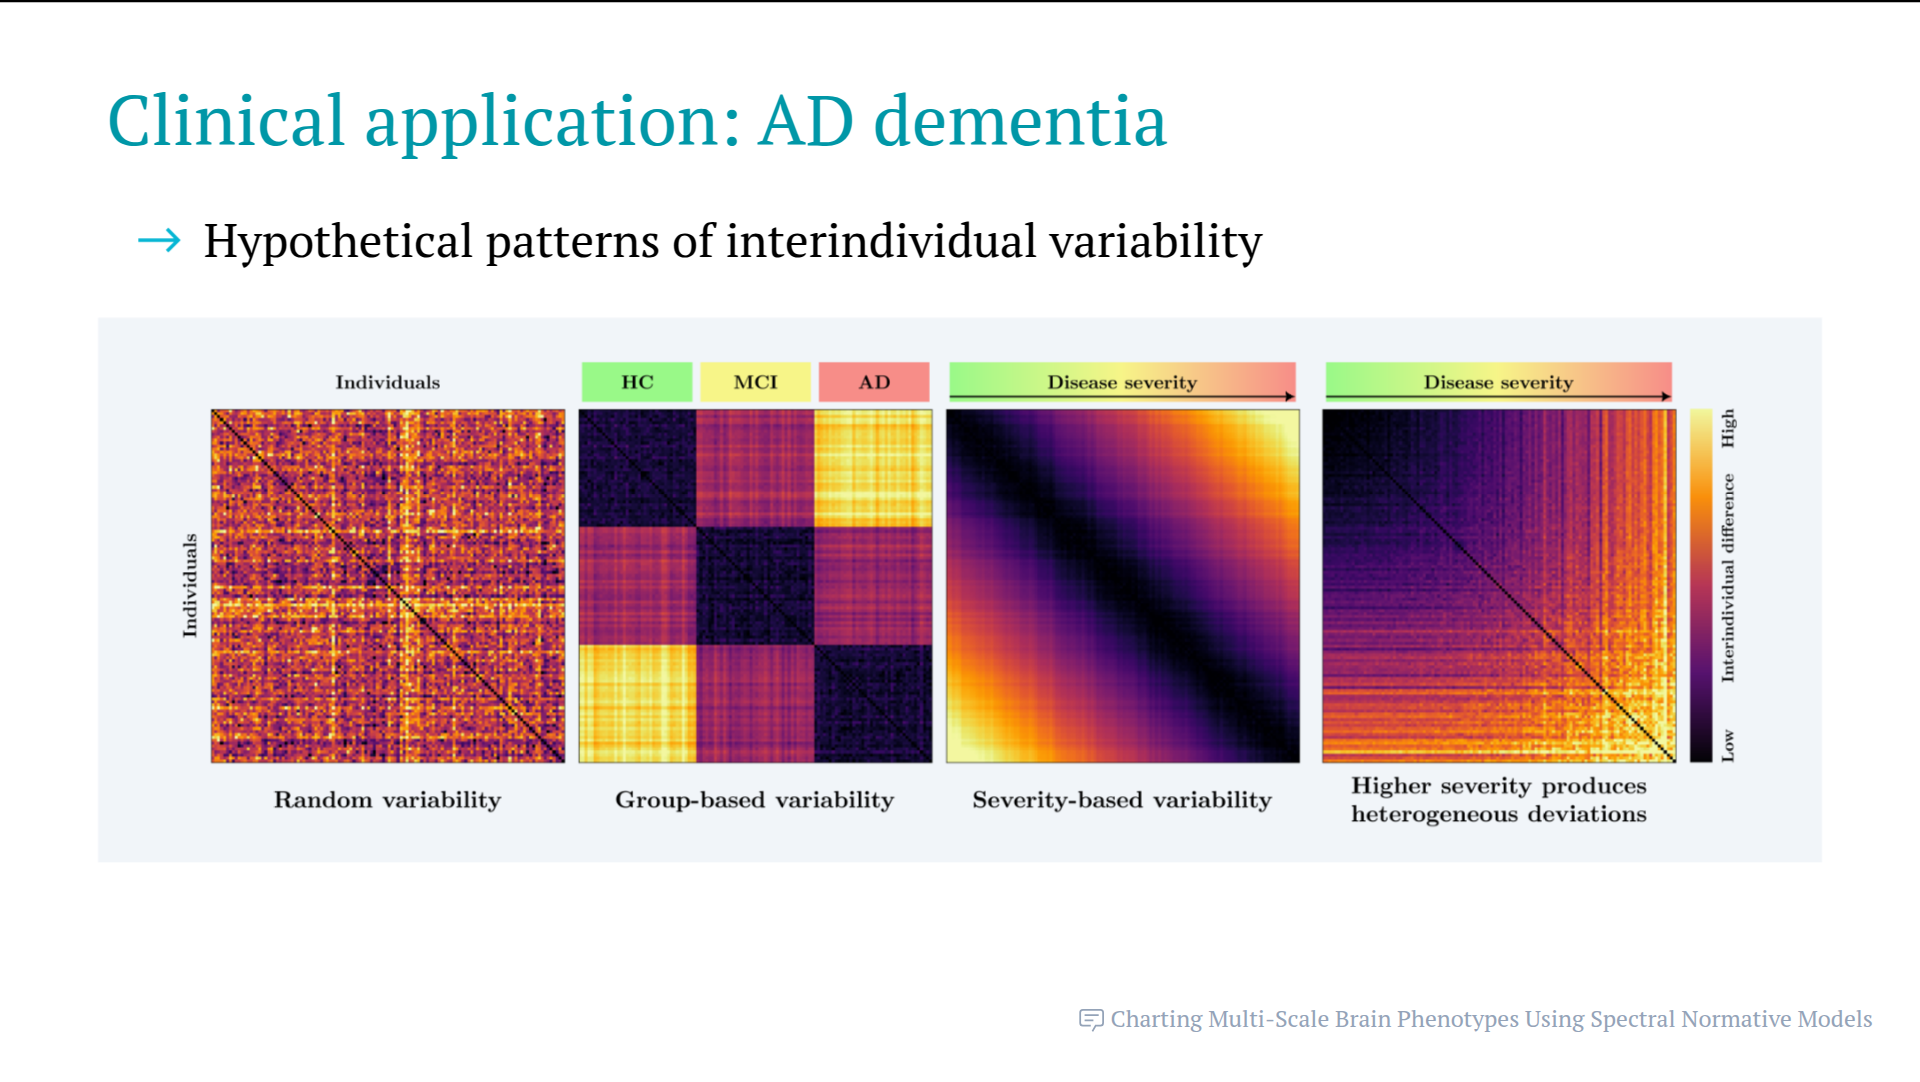 Clinical application: AD dementia
→ Hypothetical patterns of interindividual variability
Individuals
HC
MCI
AD
Disease severity
Disease severity
Individuals
High
Interindividual difference
Low
Random variability
Group-based variability
Severity-based variability
Higher severity produces
heterogeneous deviations
Charting Multi-Scale Brain Phenotypes Using Spectral Normative Models